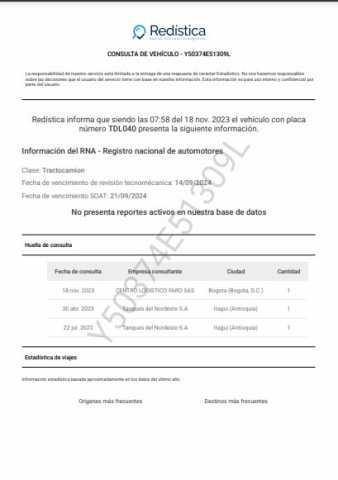 Redística
CONSULTA DE VEHÍCULO - Y50374E51309L
La responsabilidad de nuestro servicio está limitada a la entrega de una respuesta de carácter Estadístico. No nos hacemos responsables
sobre las decisiones que el usuario del servicio tome con base en nuestra información. Esta información es para uso interno y confidencial por
parte del usuario.
Redística informa que siendo las 07:58 del 18 nov. 2023 el vehículo con placa
número TDL040 presenta la siguiente información.
Información del RNA - Registro nacional de automotores
Clase: Tractocamion
Fecha de vencimiento de revisión tecnomécanica: 14/09/2024
Fecha de vencimiento SOAT: 21/09/2024
No presenta reportes activos en nuestra base de datos
Huella de consulta
Fecha de consulta Empresa consultante Ciudad Cantidad
18 nov. 2023 CENTRO LOGISTICO FARO SAS Bogota (Bogota, D.C.) 1
30 abr. 2023 Tanques del Nordeste S.A Itagui (Antioquia) 1
22 jul. 2023 Tanques del Nordeste S.A Itagui (Antioquia) 1
Estadística de viajes
Información estadística basada aproximadamente en los datos del último año.
Orígenes más frecuentes Destinos más frecuentes
Y50374E51309L